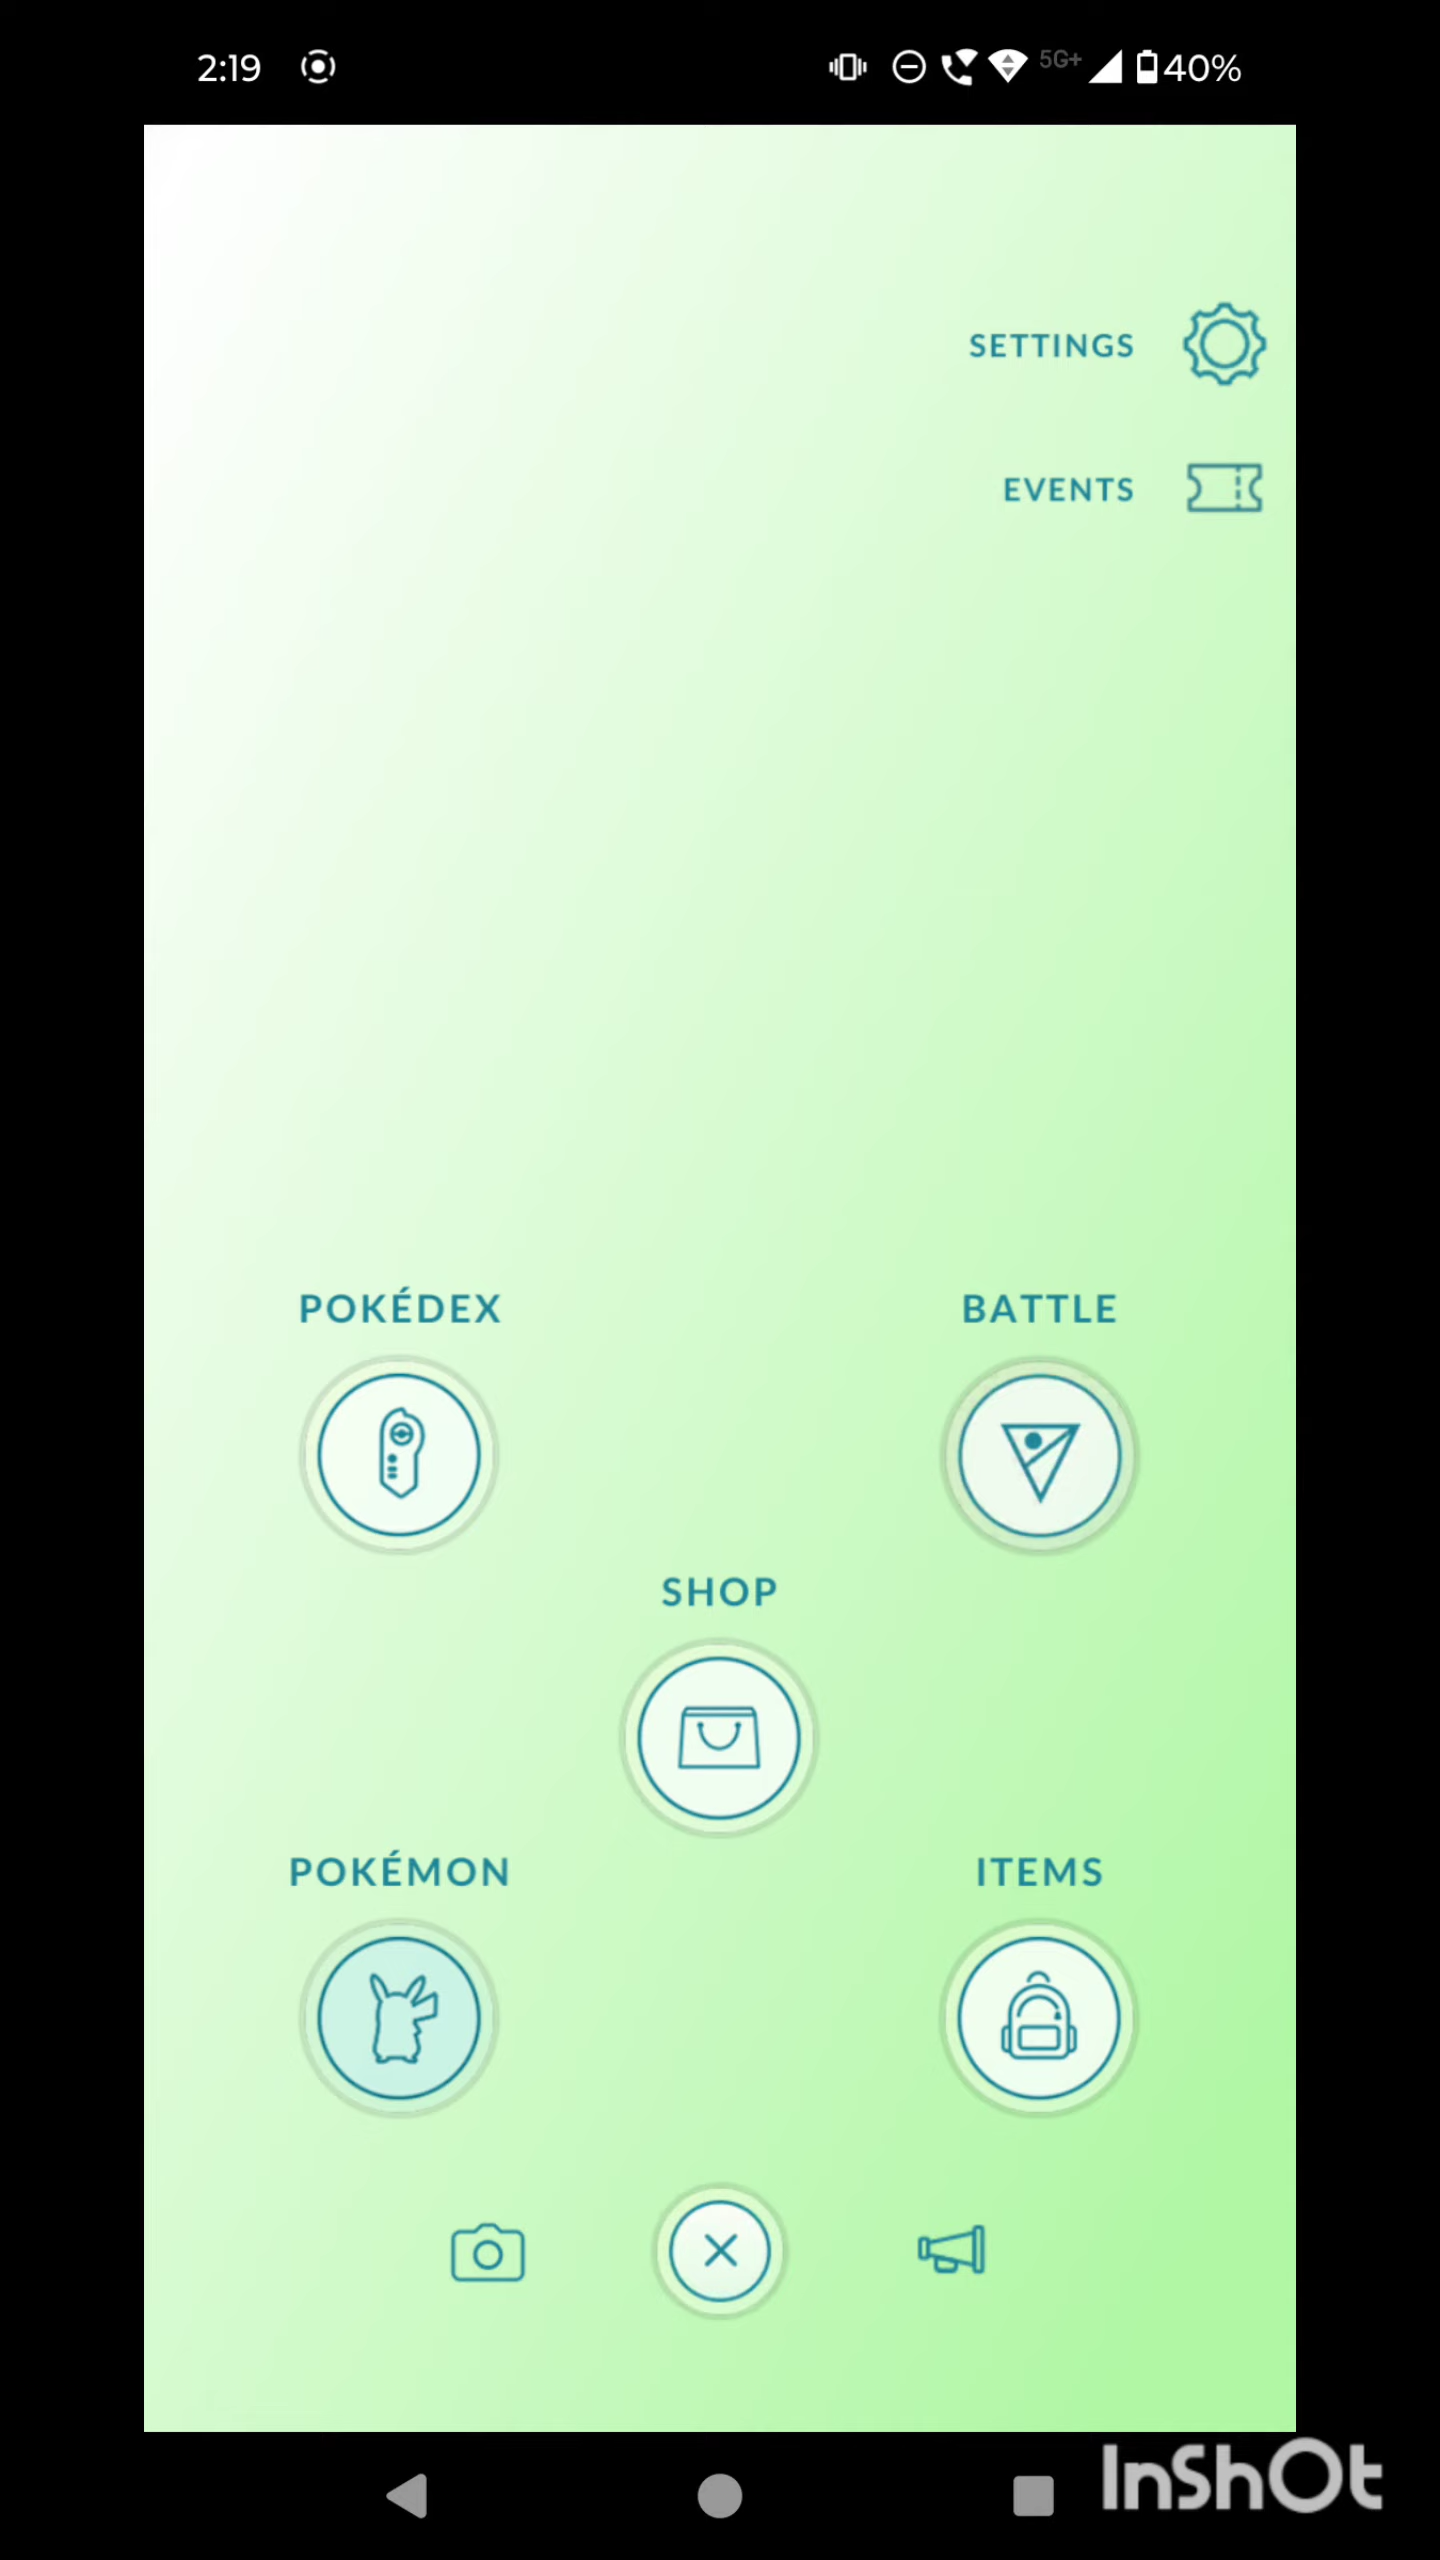 2:19 5G+ 40%
SETTINGS
EVENTS
POKÉDEX BATTLE
SHOP
POKÉMON ITEMS
InShOt